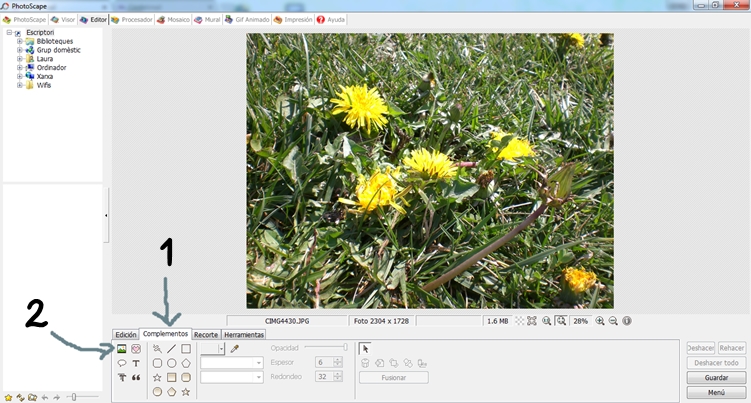 PhotoScape
PhotoScape Visor Editor Procesador Mosaico Mural Gif Animado Impresión Ayuda
Escriptori
Biblioteques
Grup domèstic
Laura
Ordinador
Xarxa
Wifis
1
2
CIMG4430.JPG Foto 2304 x 1728 1.6 MB 28%
Edición Complementos Recorte Herramientas
Opacidad
Espesor 6
Redondeo 32
Fusionar
Deshacer Rehacer
Deshacer todo
Guardar
Menú